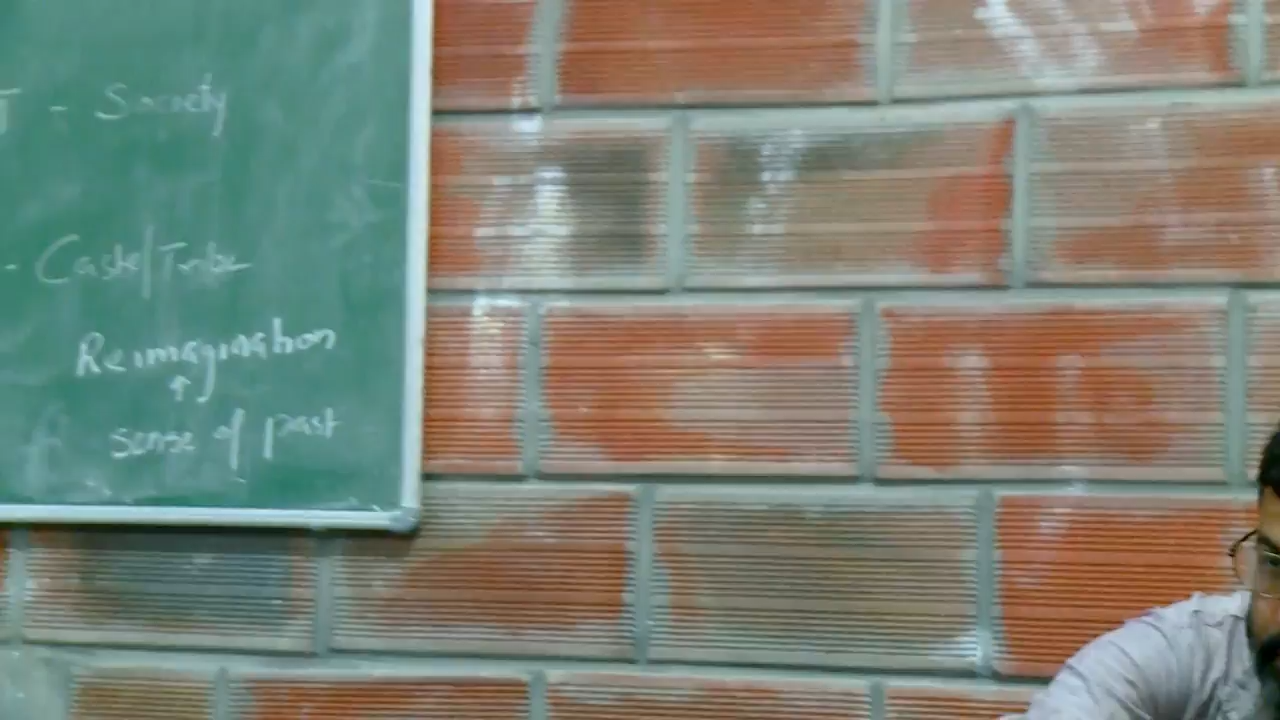 T - Society
- Caste/Tribe
Reimagination
↑
sense of past